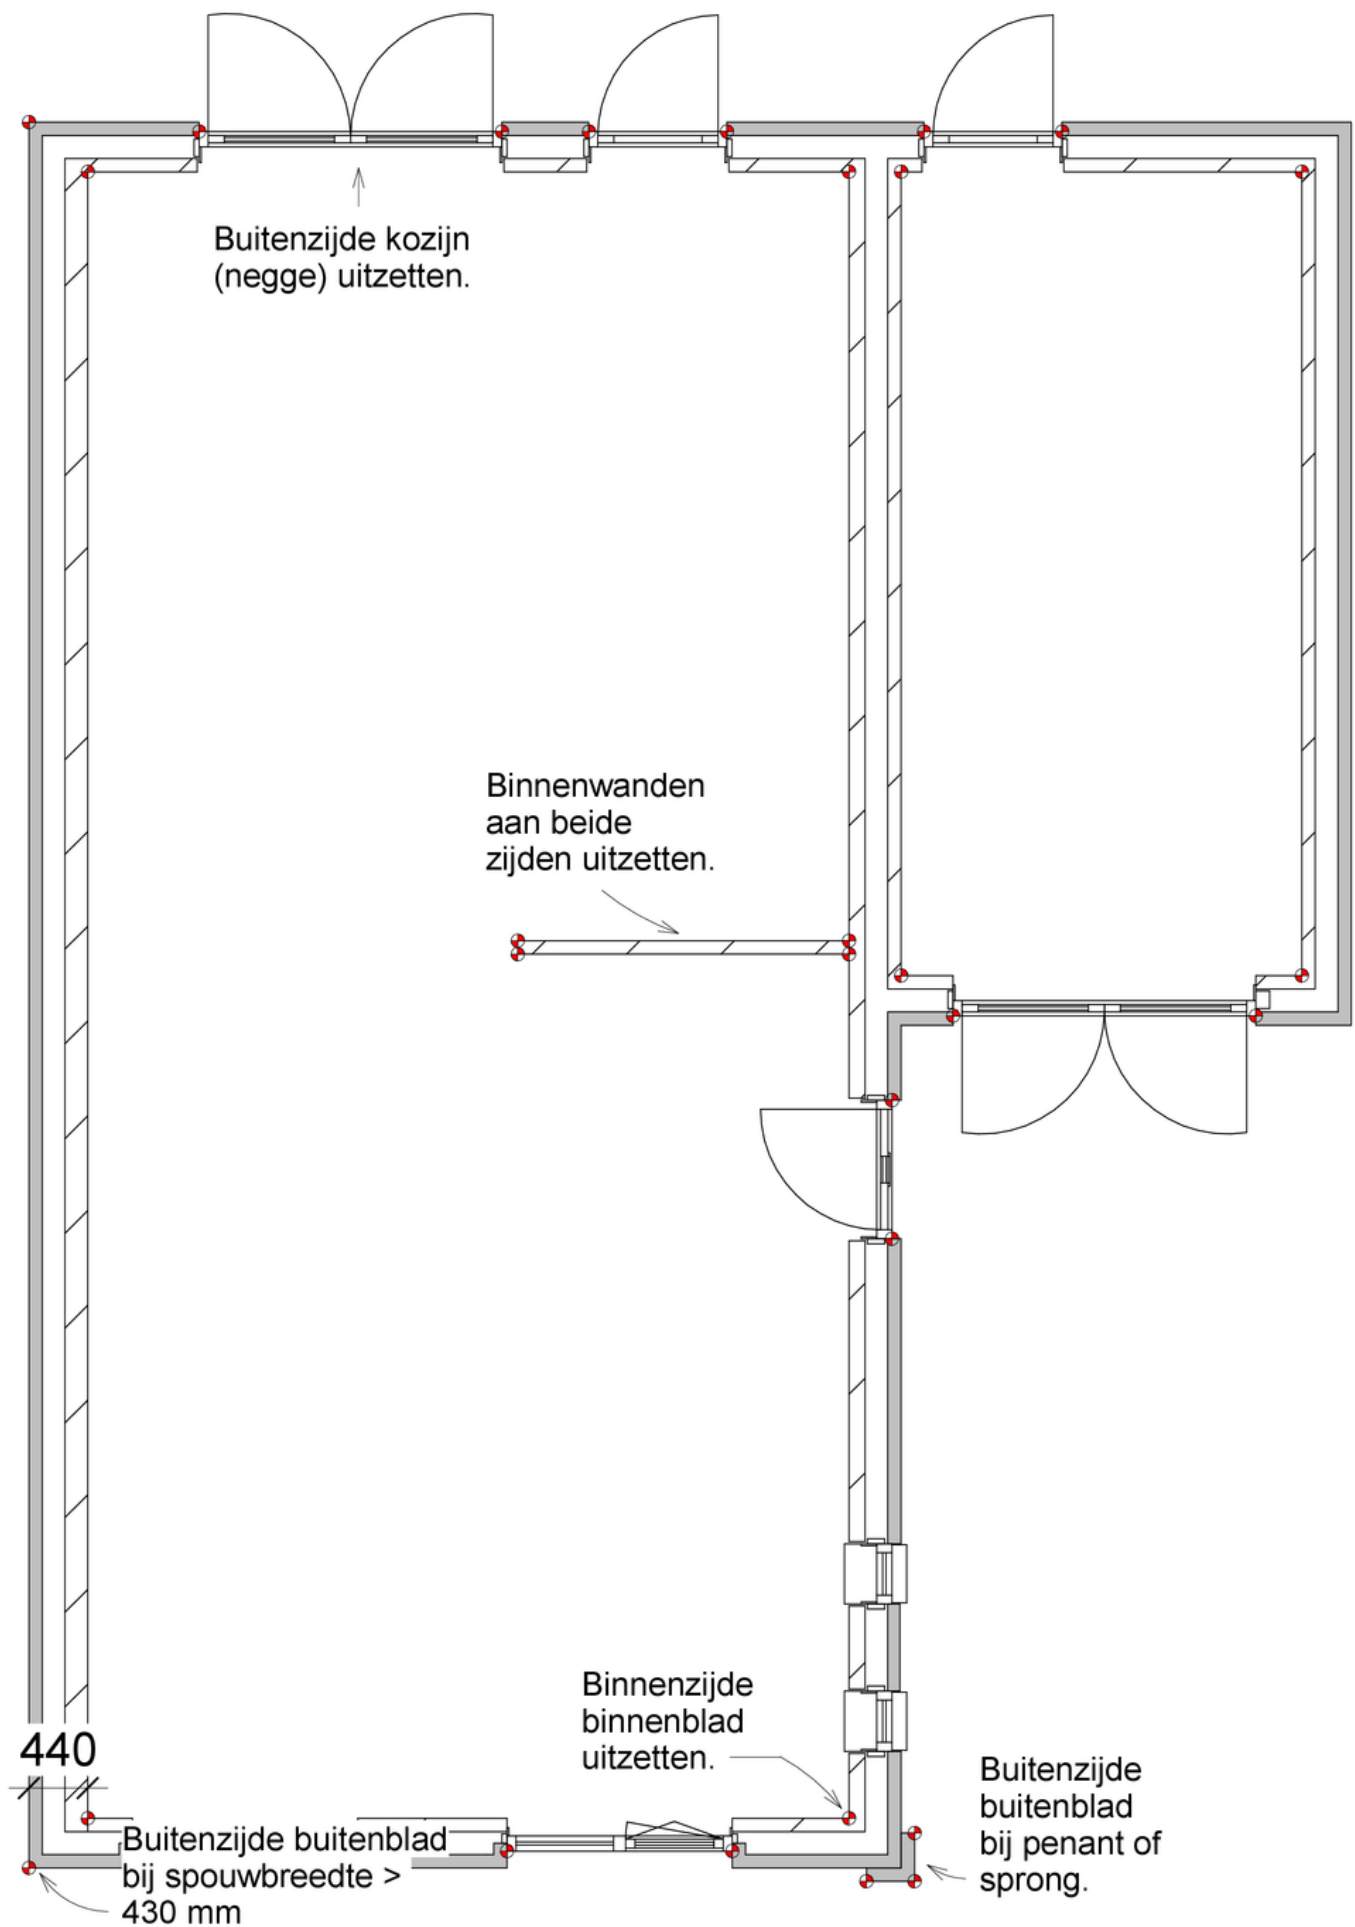 Buitenzijde kozijn
(negge) uitzetten.
Binnenwanden
aan beide
zijden uitzetten.
Binnenzijde
binnenblad
uitzetten.
440
Buitenzijde
buitenblad
bij penant of
sprong.
Buitenzijde buitenblad
bij spouwbreedte >
430 mm